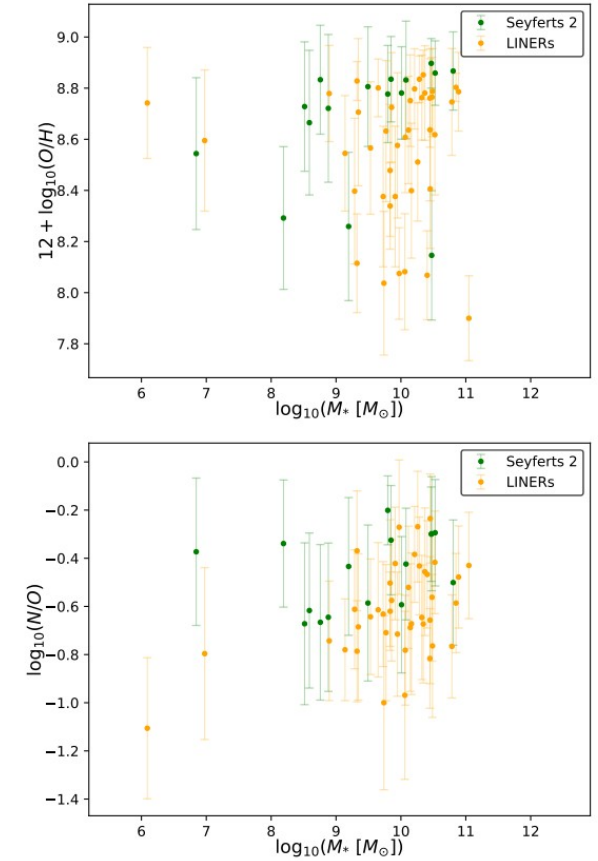 9.0
8.8
8.6
8.4
8.2
8.0
7.8
12 + log₁₀(O/H)
Seyferts 2
LINERs
6 7 8 9 10 11 12
log₁₀(M* [M☉])
0.0
−0.2
−0.4
−0.6
−0.8
−1.0
−1.2
−1.4
log₁₀(N/O)
Seyferts 2
LINERs
6 7 8 9 10 11 12
log₁₀(M* [M☉])